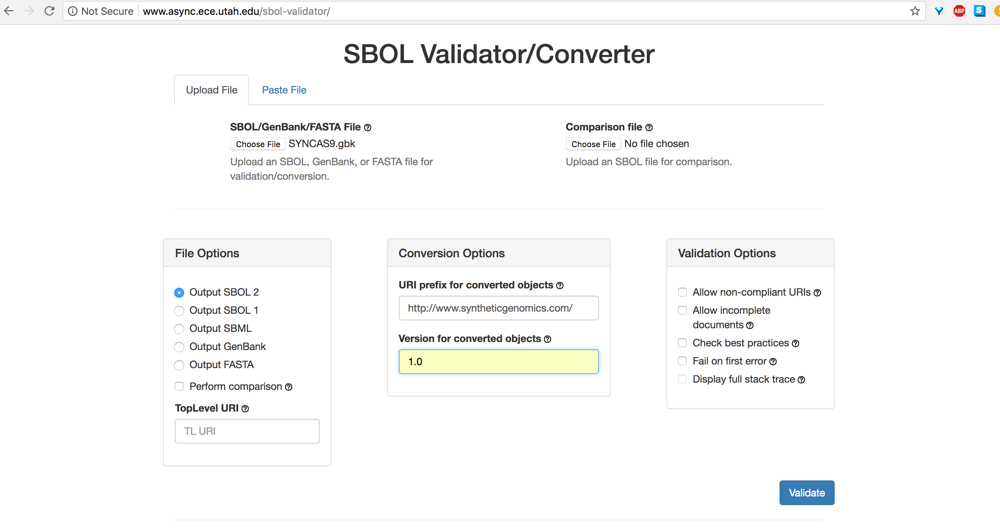 Not Secure www.async.ece.utah.edu/sbol-validator/
ABP
S
SBOL Validator/Converter
Upload File
Paste File
SBOL/GenBank/FASTA File ?
Choose File SYNCAS9.gbk
Upload an SBOL, GenBank, or FASTA file for
validation/conversion.
Comparison file ?
Choose File No file chosen
Upload an SBOL file for comparison.
File Options
Output SBOL 2
Output SBOL 1
Output SBML
Output GenBank
Output FASTA
Perform comparison ?
TopLevel URI ?
TL URI
Conversion Options
URI prefix for converted objects ?
http://www.syntheticgenomics.com/
Version for converted objects ?
1.0
Validation Options
Allow non-compliant URIs ?
Allow incomplete
documents ?
Check best practices ?
Fail on first error ?
Display full stack trace ?
Validate